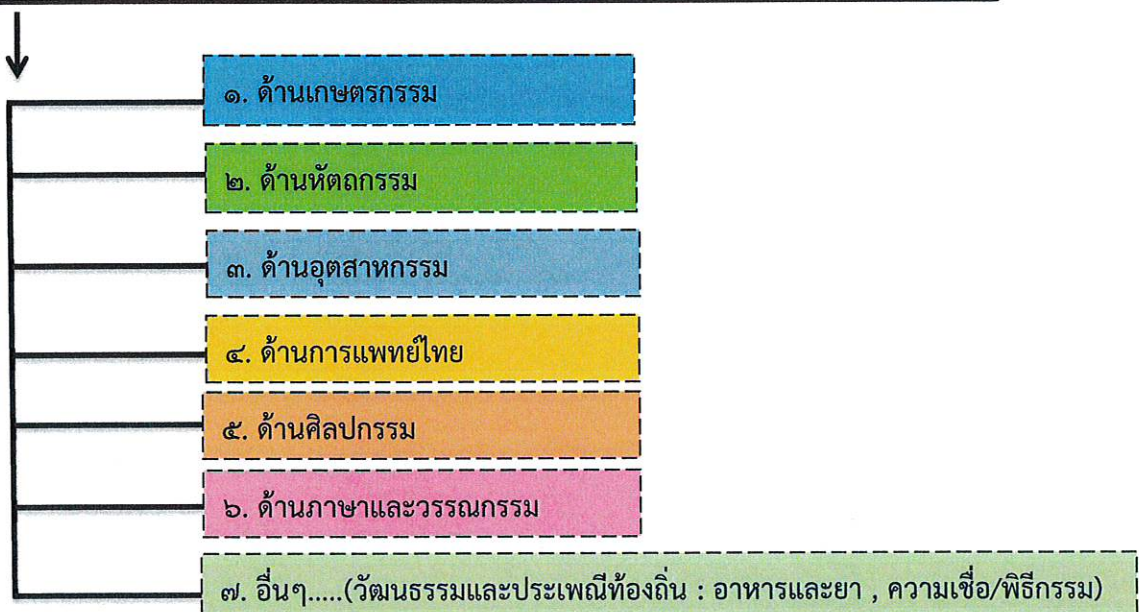 ๑. ด้านเกษตรกรรม
๒. ด้านหัตถกรรม
๓. ด้านอุตสาหกรรม
๔. ด้านการแพทย์ไทย
๕. ด้านศิลปกรรม
๖. ด้านภาษาและวรรณกรรม
๗. อื่นๆ.....(วัฒนธรรมและประเพณีท้องถิ่น : อาหารและยา , ความเชื่อ/พิธีกรรม)